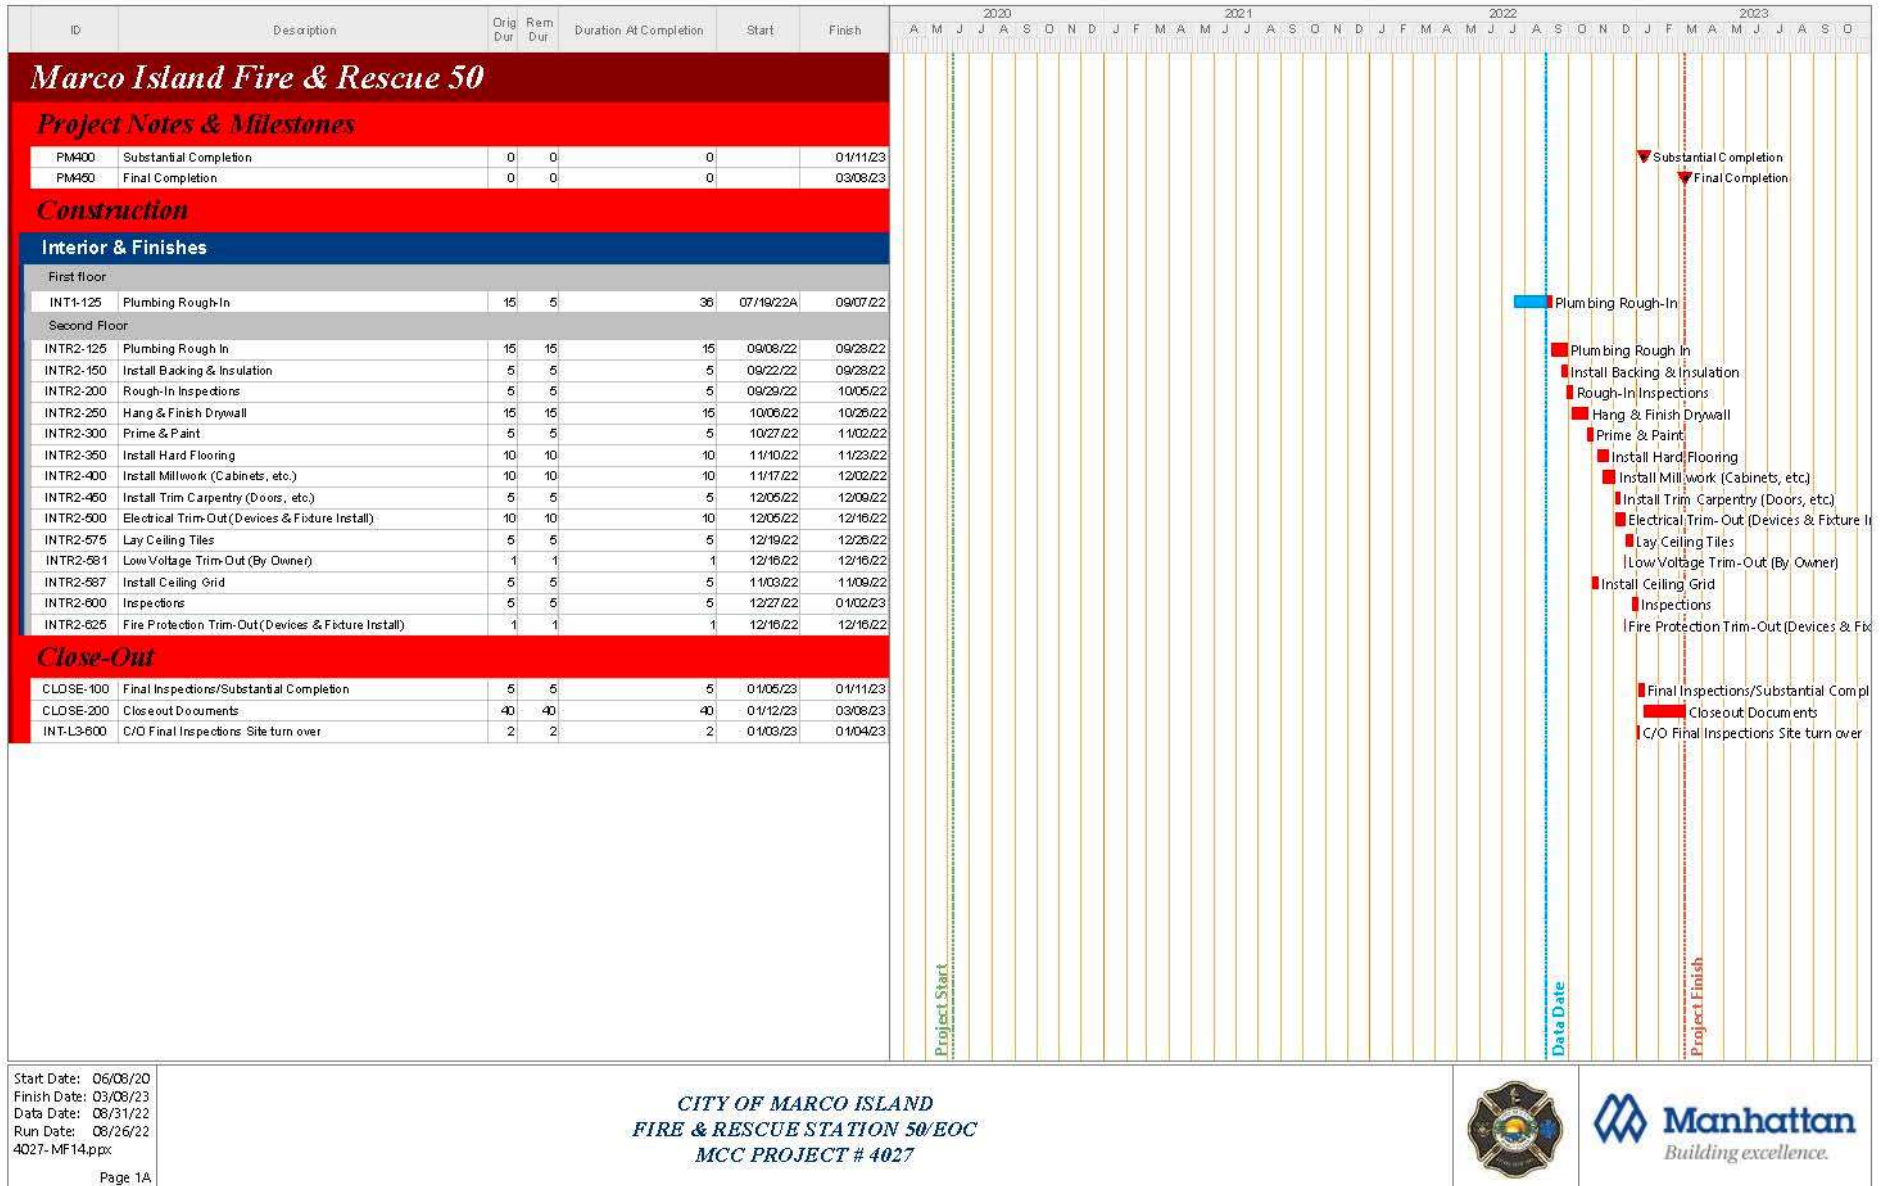 ID Description Orig Dur Rem Dur Duration At Completion Start Finish
2020 2021 2022 2023
A M J J A S O N D J F M A M J J A S O N D J F M A M J J A S O N D J F M A M J J A S O
Marco Island Fire & Rescue 50
Project Notes & Milestones
PM400 Substantial Completion 0 0 0 01/11/23 Substantial Completion
PM450 Final Completion 0 0 0 03/08/23 Final Completion
Construction
Interior & Finishes
First floor
INT1-125 Plumbing Rough-In 15 5 36 07/19/22A 09/07/22 Plumbing Rough-In
Second Floor
INTR2-125 Plumbing Rough In 15 15 15 09/08/22 09/28/22 Plumbing Rough In
INTR2-150 Install Backing & Insulation 5 5 5 09/22/22 09/28/22 Install Backing & Insulation
INTR2-200 Rough-In Inspections 5 5 5 09/29/22 10/05/22 Rough-In Inspections
INTR2-250 Hang & Finish Drywall 15 15 15 10/06/22 10/26/22 Hang & Finish Drywall
INTR2-300 Prime & Paint 5 5 5 10/27/22 11/02/22 Prime & Paint
INTR2-350 Install Hard Flooring 10 10 10 11/10/22 11/23/22 Install Hard Flooring
INTR2-400 Install Millwork (Cabinets, etc.) 10 10 10 11/17/22 12/02/22 Install Millwork (Cabinets, etc.)
INTR2-450 Install Trim Carpentry (Doors, etc.) 5 5 5 12/05/22 12/09/22 Install Trim Carpentry (Doors, etc.)
INTR2-500 Electrical Trim-Out (Devices & Fixture Install) 10 10 10 12/05/22 12/16/22 Electrical Trim-Out (Devices & Fixture I
INTR2-575 Lay Ceiling Tiles 5 5 5 12/19/22 12/26/22 Lay Ceiling Tiles
INTR2-581 Low Voltage Trim-Out (By Owner) 1 1 1 12/16/22 12/16/22 Low Voltage Trim-Out (By Owner)
INTR2-587 Install Ceiling Grid 5 5 5 11/03/22 11/09/22 Install Ceiling Grid
INTR2-600 Inspections 5 5 5 12/27/22 01/02/23 Inspections
INTR2-625 Fire Protection Trim-Out (Devices & Fixture Install) 1 1 1 12/16/22 12/16/22 Fire Protection Trim-Out (Devices & Fix
Close-Out
CLOSE-100 Final Inspections/Substantial Completion 5 5 5 01/05/23 01/11/23 Final Inspections/Substantial Compl
CLOSE-200 Closeout Documents 40 40 40 01/12/23 03/08/23 Closeout Documents
INT-L3-600 C/O Final Inspections Site turn over 2 2 2 01/03/23 01/04/23 C/O Final Inspections Site turn over
Project Start
Data Date
Project Finish
Start Date: 06/08/20
Finish Date: 03/08/23
Data Date: 08/31/22
Run Date: 08/26/22
4027-MF14.ppx
Page 1A
CITY OF MARCO ISLAND
FIRE & RESCUE STATION 50/EOC
MCC PROJECT # 4027
Manhattan
Building excellence.